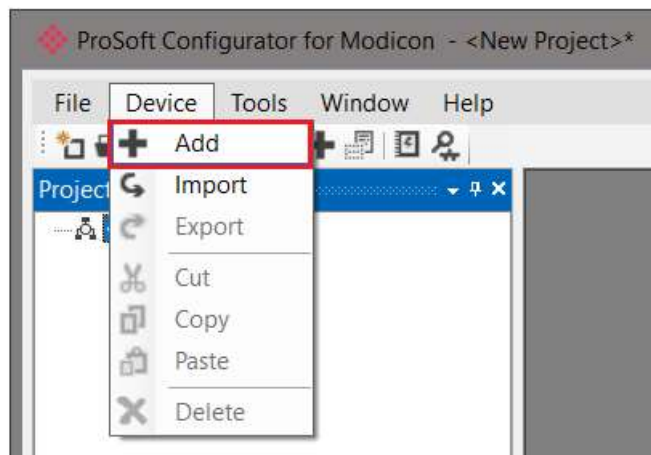 ProSoft Configurator for Modicon - <New Project>*
File Device Tools Window Help
Add
Project
Import
Export
Cut
Copy
Paste
Delete